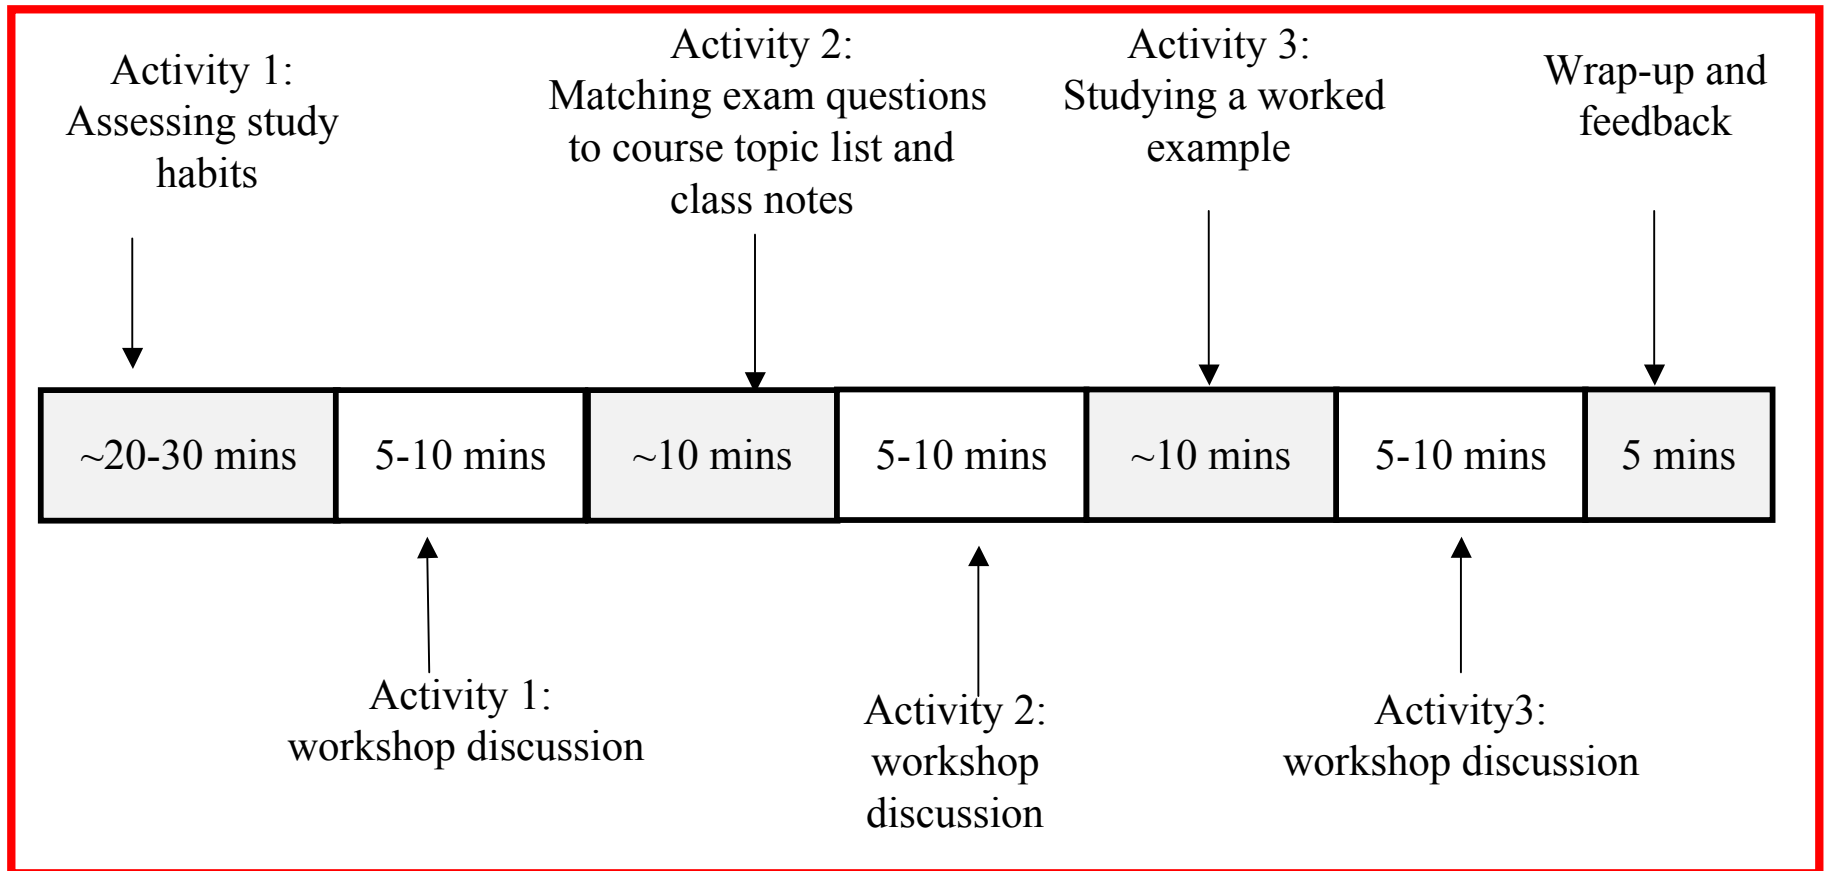 Activity 1:
Assessing study
habits
Activity 2:
Matching exam questions
to course topic list and
class notes
Activity 3:
Studying a worked
example
Wrap-up and
feedback
~20-30 mins
5-10 mins
~10 mins
5-10 mins
~10 mins
5-10 mins
5 mins
Activity 1:
workshop discussion
Activity 2:
workshop
discussion
Activity3:
workshop discussion